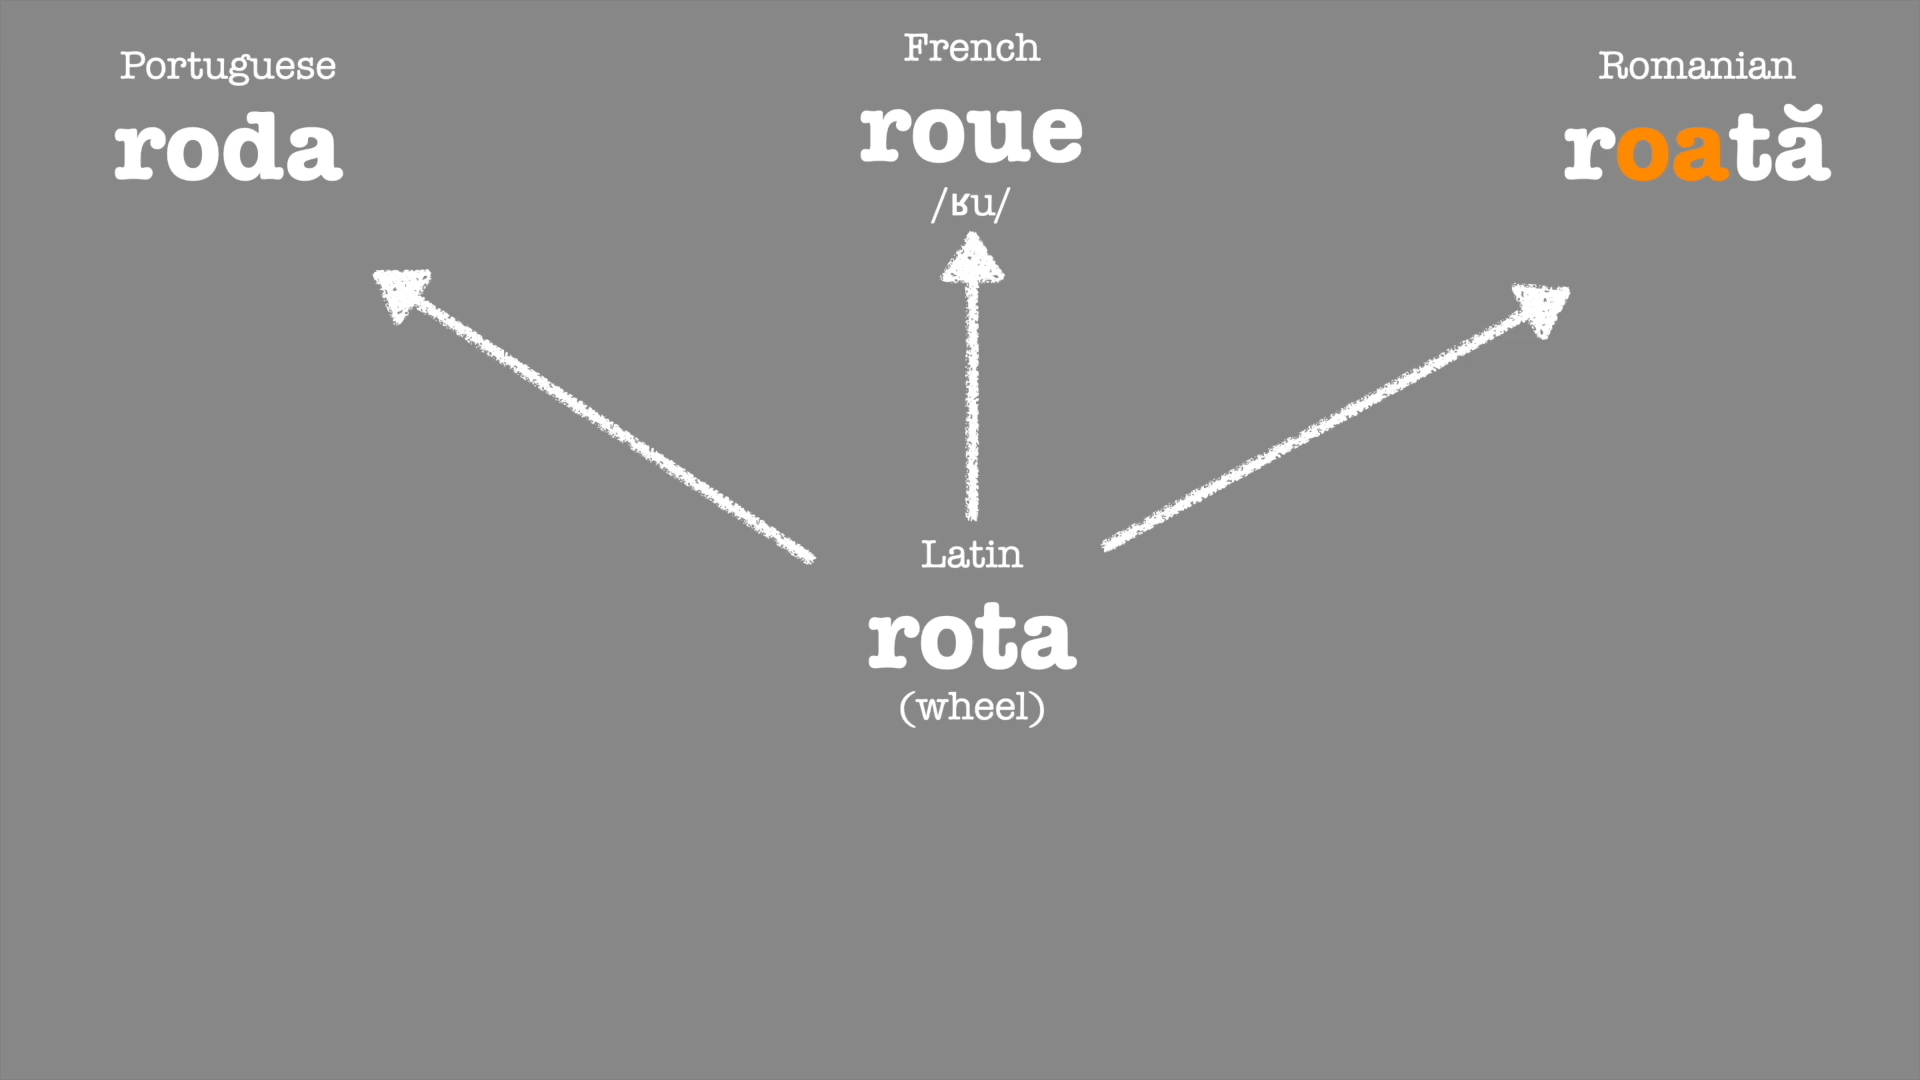 Portuguese
roda
French
roue
/ʁu/
Romanian
roată
Latin
rota
(wheel)